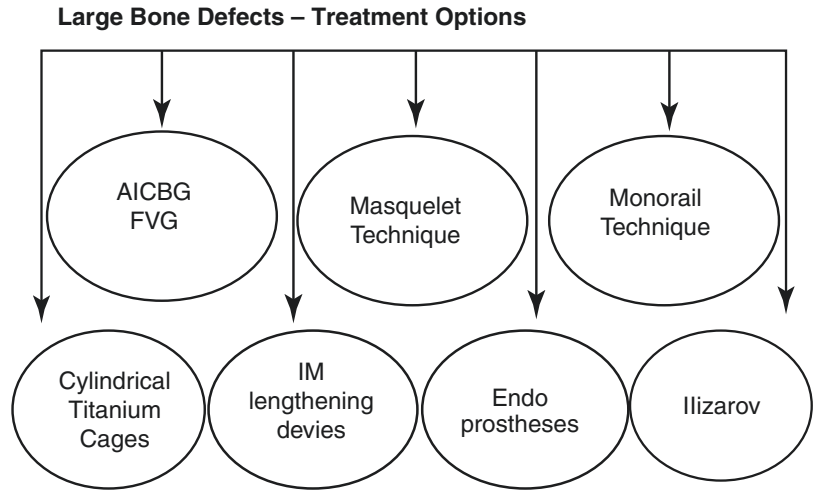 Large Bone Defects – Treatment Options
AICBG
FVG
Masquelet
Technique
Monorail
Technique
Cylindrical
Titanium
Cages
IM
lengthening
devies
Endo
prostheses
Ilizarov